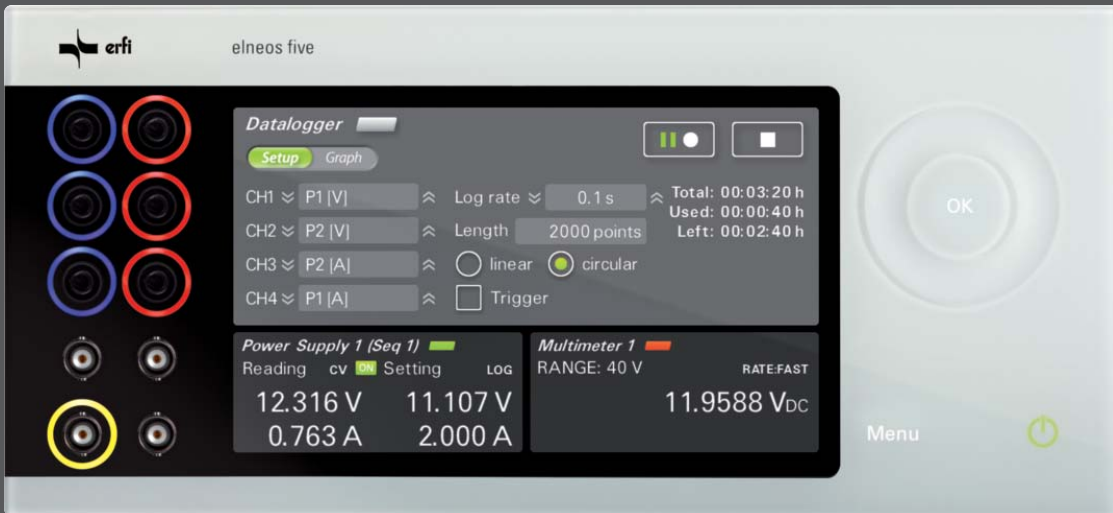 erfi
elneos five
Datalogger
Setup Graph
CH1 P1 [V] Log rate 0.1 s Total: 00:03:20 h
Used: 00:00:40 h
CH2 P2 [V] Length 2000 points Left: 00:02:40 h
CH3 P2 [A] linear circular
CH4 P1 [A] Trigger
OK
Power Supply 1 (Seq 1)
Reading CV ON Setting LOG
12.316 V 11.107 V
0.763 A 2.000 A
Multimeter 1
RANGE: 40 V RATE:FAST
11.9588 VDC
Menu